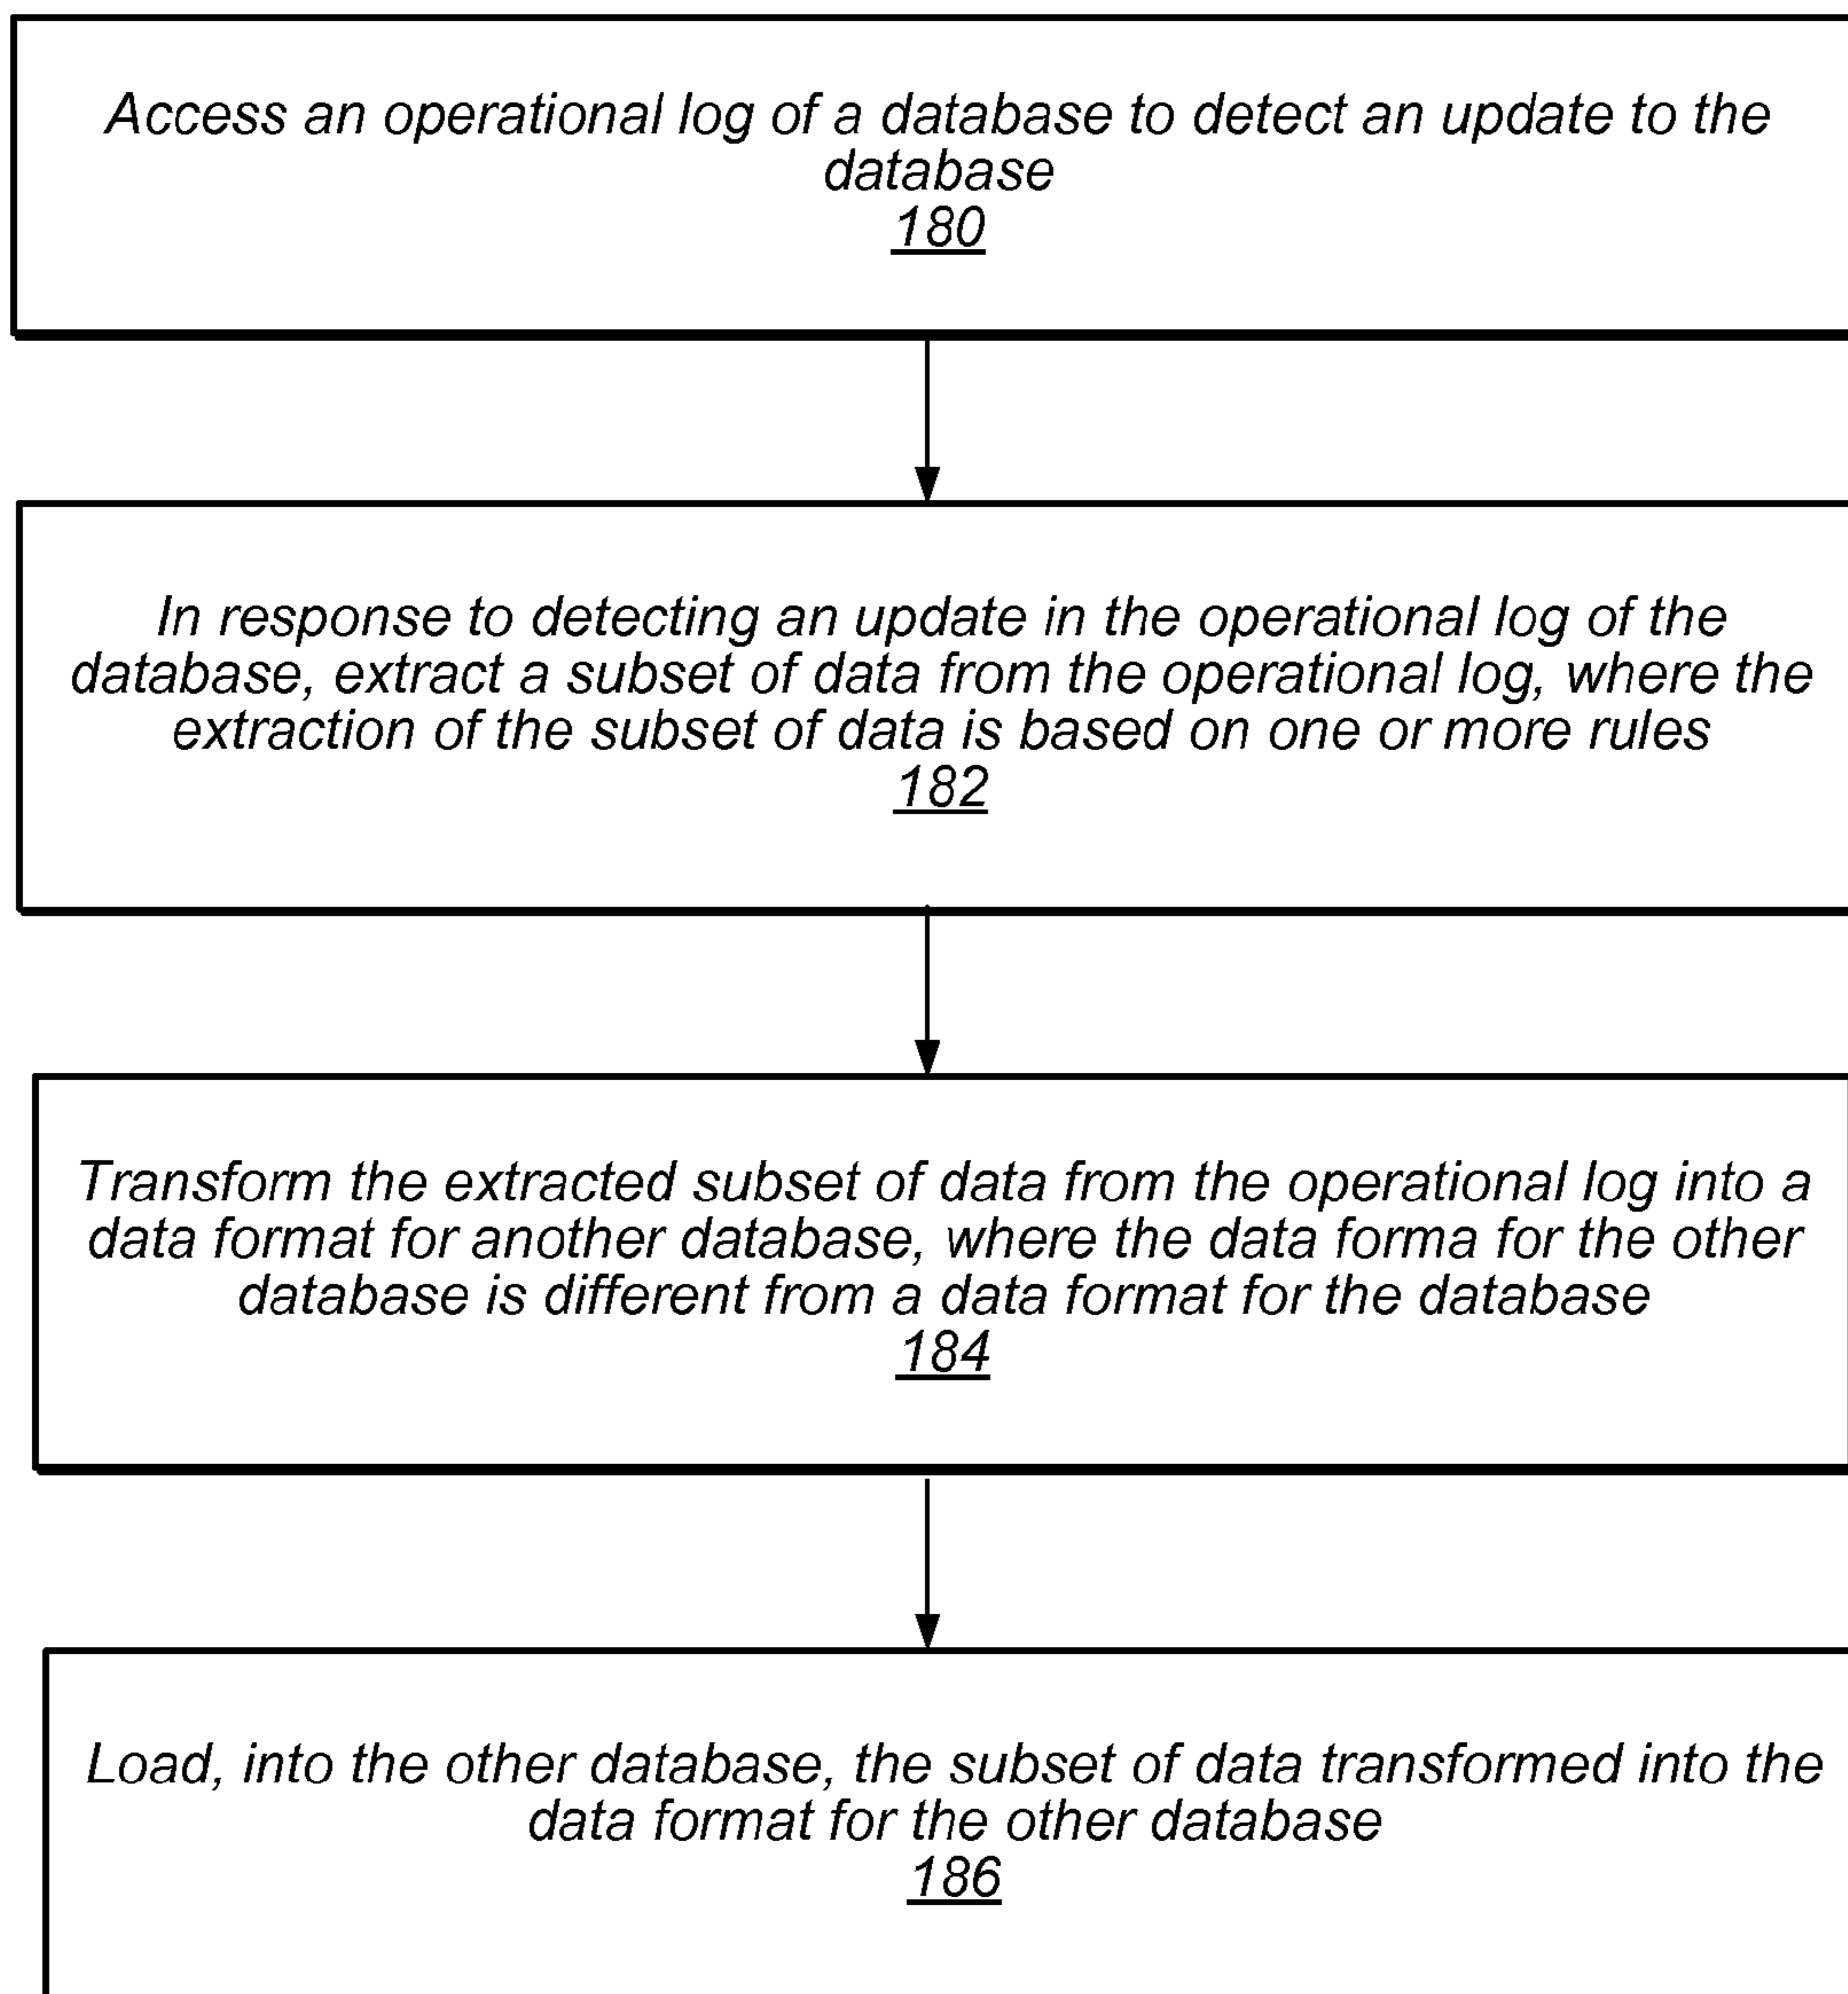 Access an operational log of a database to detect an update to the
database
180
In response to detecting an update in the operational log of the
database, extract a subset of data from the operational log, where the
extraction of the subset of data is based on one or more rules
182
Transform the extracted subset of data from the operational log into a
data format for another database, where the data forma for the other
database is different from a data format for the database
184
Load, into the other database, the subset of data transformed into the
data format for the other database
186